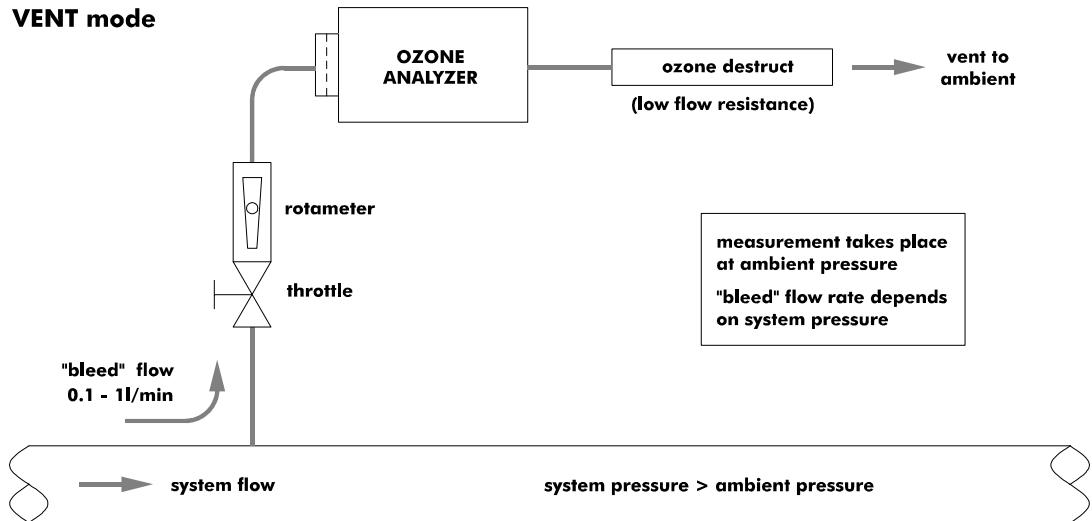 VENT mode
OZONE
ANALYZER
ozone destruct
(low flow resistance)
vent to
ambient
rotameter
throttle
measurement takes place
at ambient pressure
"bleed" flow rate depends
on system pressure
"bleed" flow
0.1 - 1l/min
system flow
system pressure > ambient pressure